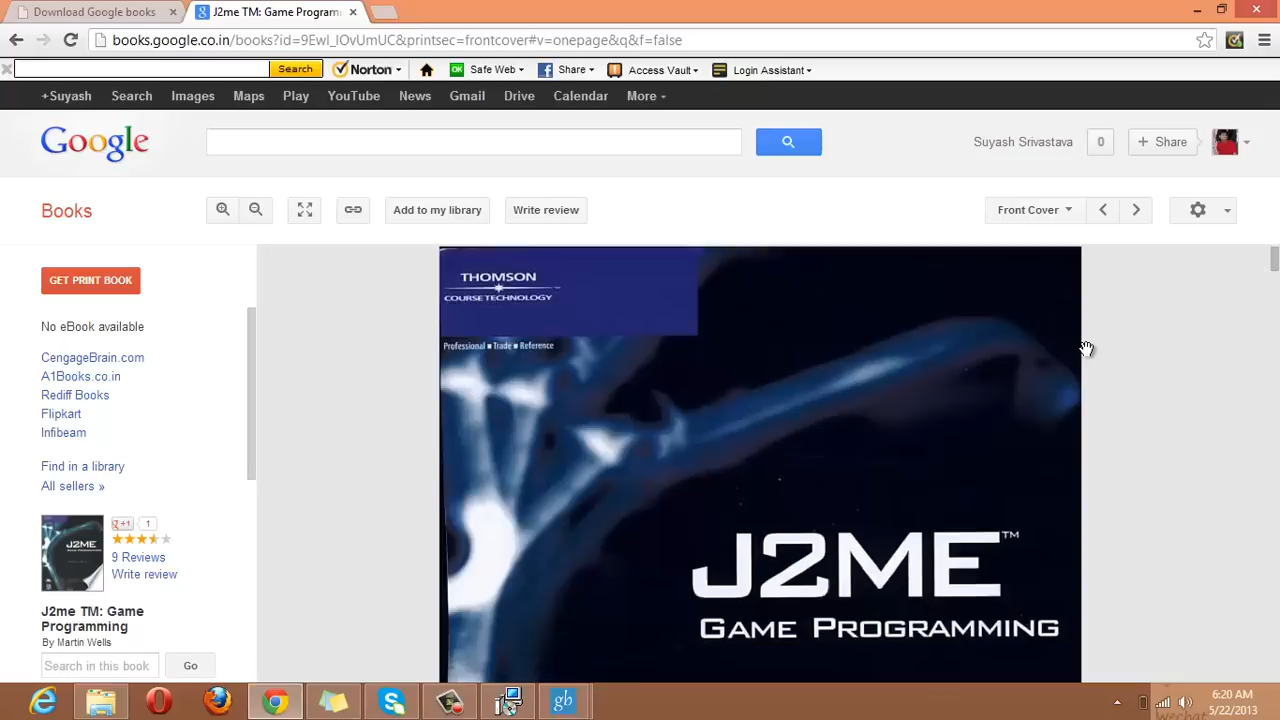 Download Google books
J2me TM: Game Program
books.google.co.in/books?id=9Ewl_IOvUmUC&printsec=frontcover#v=onepage&q&f=false
Search Norton Safe Web Share Access Vault Login Assistant
+Suyash Search Images Maps Play YouTube News Gmail Drive Calendar More
Google Suyash Srivastava 0 + Share
Books Add to my library Write review Front Cover
GET PRINT BOOK
No eBook available
CengageBrain.com
A1Books.co.in
Rediff Books
Flipkart
Infibeam
Find in a library
All sellers »
+1 1
9 Reviews
Write review
J2me TM: Game
Programming
By Martin Wells
Search in this book Go
THOMSON
COURSE TECHNOLOGY
Professional ■ Trade ■ Reference
J2ME™
GAME PROGRAMMING
J2ME
gb
6:20 AM
5/22/2013